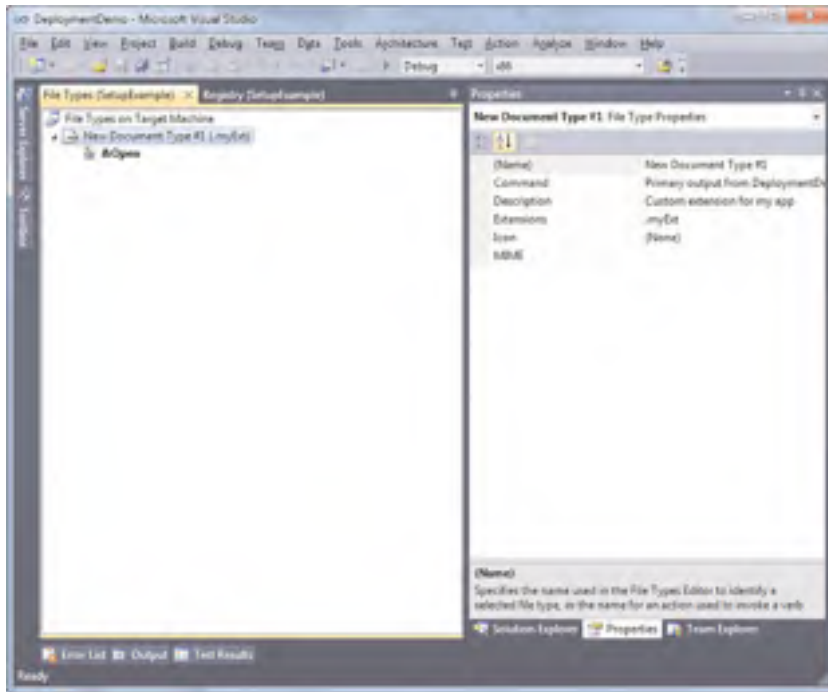 DeploymentDemo - Microsoft Visual Studio
File Edit View Project Build Debug Team Data Tools Architecture Test Action Analyze Window Help
Debug x86
File Types (SetupExample) Registry (SetupExample)
Server Explorer
Toolbox
File Types on Target Machine
New Document Type #1 (.myExt)
&Open
Properties
New Document Type #1 File Type Properties
(Name) New Document Type #1
Command Primary output from DeploymentDe
Description Custom extension for my app
Extensions .myExt
Icon (None)
MIME
(Name)
Specifies the name used in the File Types Editor to identify a
selected file type, or the name for an action used to invoke a verb
Solution Explorer Properties Team Explorer
Error List Output Test Results
Ready